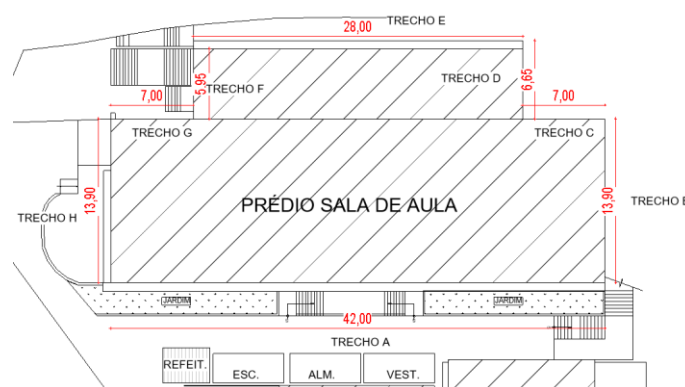 TRECHO E
28,00
TRECHO D
TRECHO F
5,95
6,65
7,00
7,00
TRECHO G
TRECHO C
13,90
PRÉDIO SALA DE AULA
13,90
TRECHO B
TRECHO H
JARDIM
JARDIM
42,00
TRECHO A
REFEIT.
ESC.
ALM.
VEST.